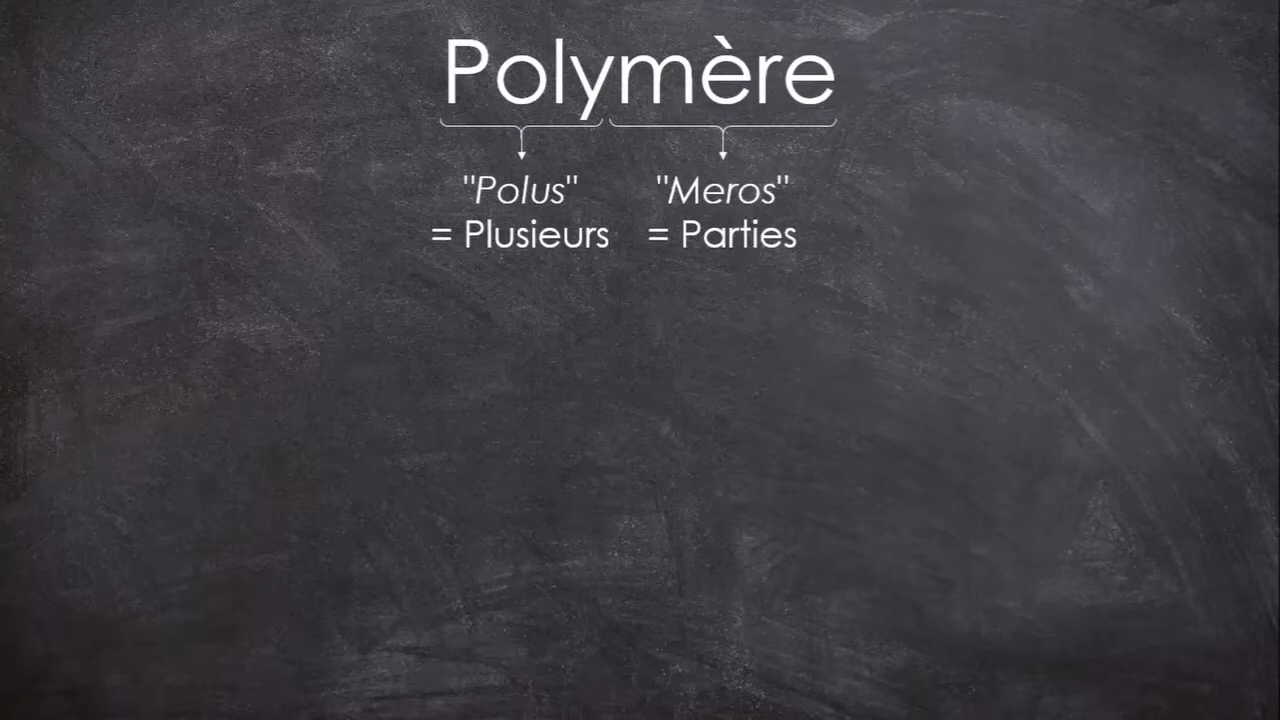 Polymère
"Polus" "Meros"
= Plusieurs = Parties